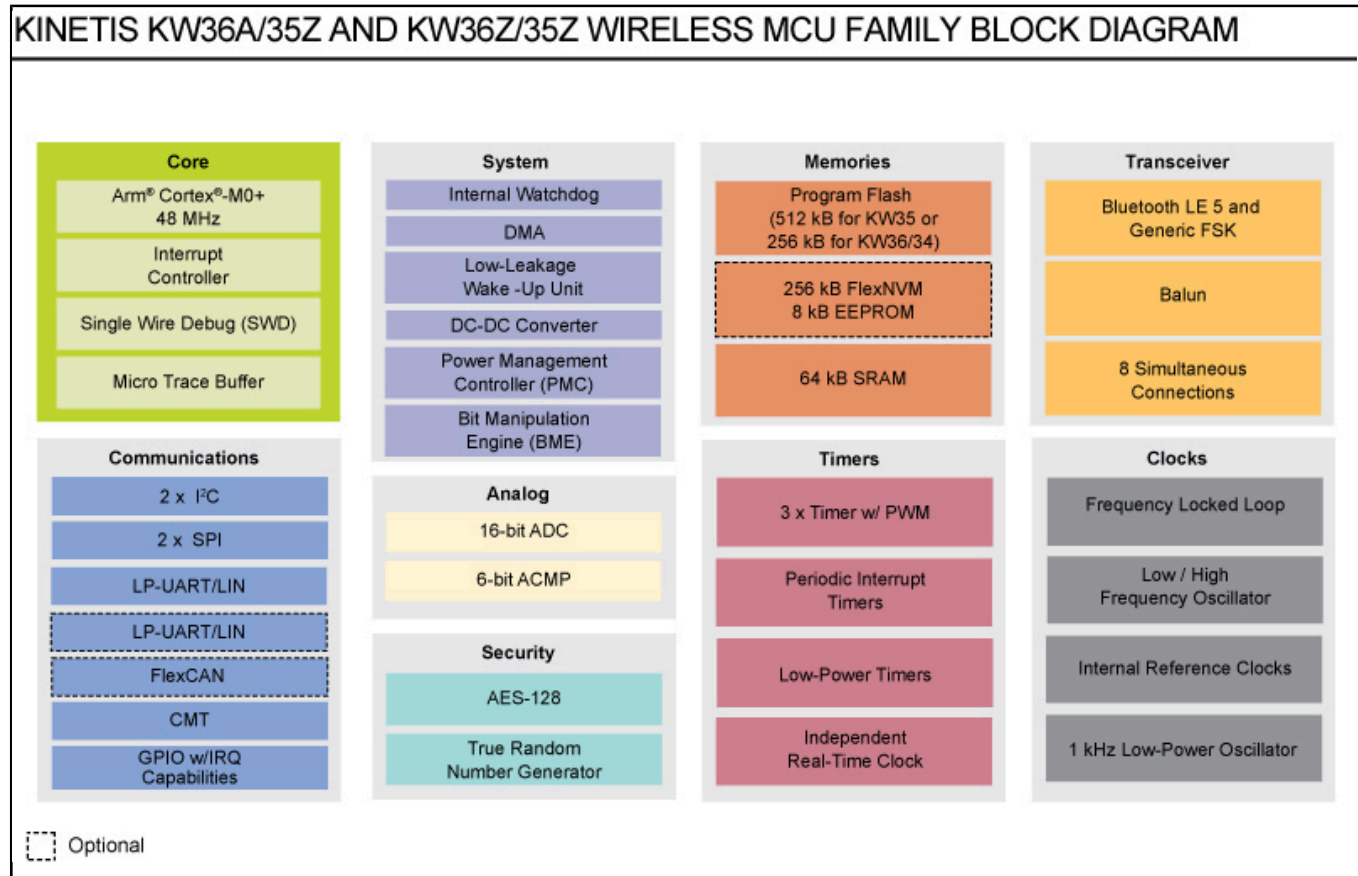 KINETIS KW36A/35Z AND KW36Z/35Z WIRELESS MCU FAMILY BLOCK DIAGRAM
Core
Arm® Cortex®-M0+
48 MHz
Interrupt
Controller
Single Wire Debug (SWD)
Micro Trace Buffer
System
Internal Watchdog
DMA
Low-Leakage
Wake -Up Unit
DC-DC Converter
Power Management
Controller (PMC)
Bit Manipulation
Engine (BME)
Memories
Program Flash
(512 kB for KW35 or
256 kB for KW36/34)
256 kB FlexNVM
8 kB EEPROM
64 kB SRAM
Transceiver
Bluetooth LE 5 and
Generic FSK
Balun
8 Simultaneous
Connections
Communications
2 x I²C
2 x SPI
LP-UART/LIN
LP-UART/LIN
FlexCAN
CMT
GPIO w/IRQ
Capabilities
Analog
16-bit ADC
6-bit ACMP
Security
AES-128
True Random
Number Generator
Timers
3 x Timer w/ PWM
Periodic Interrupt
Timers
Low-Power Timers
Independent
Real-Time Clock
Clocks
Frequency Locked Loop
Low / High
Frequency Oscillator
Internal Reference Clocks
1 kHz Low-Power Oscillator
Optional